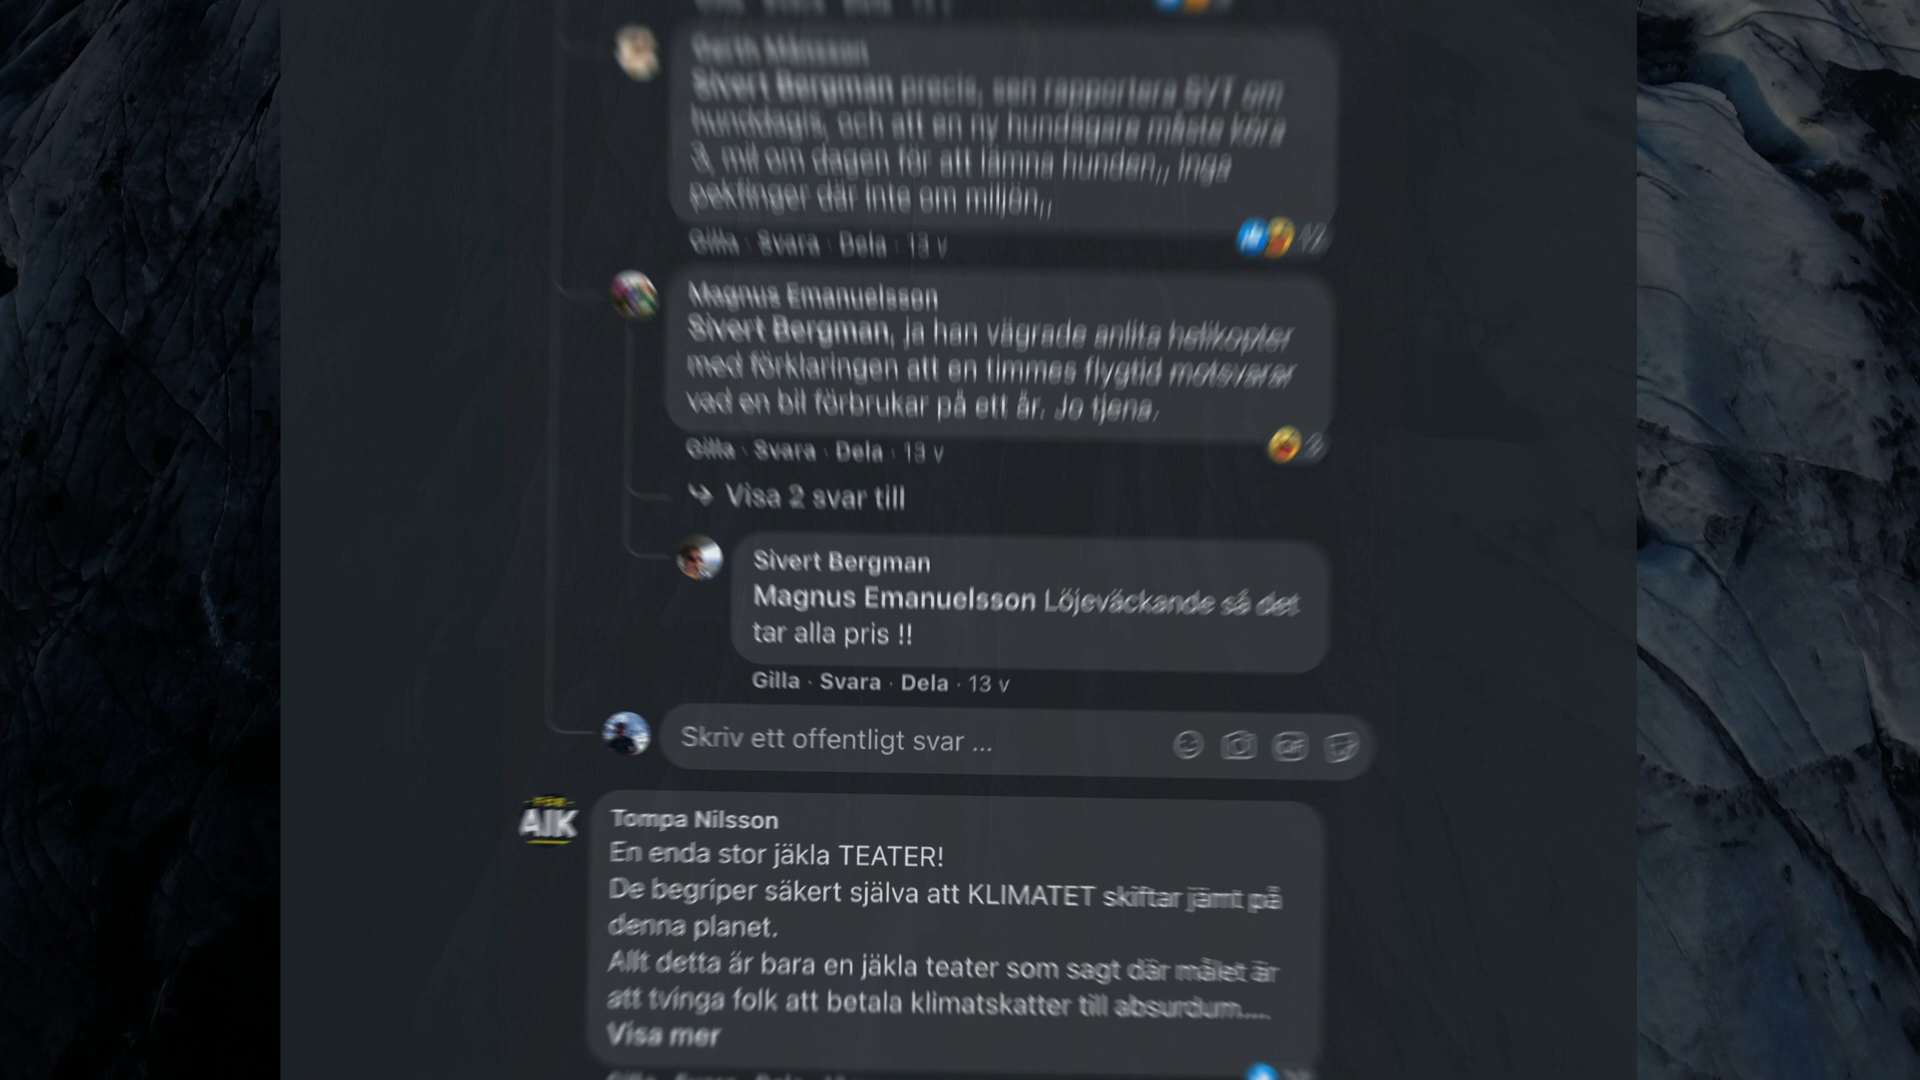 Sivert Bergman precis, sen rapportera SVT om
hunddagis, och att en ny hundägare måste köra
3, mil om dagen för att lämna hunden,, Inga
pekfinger där inte om miljön,,
Gilla · Svara · Dela · 13 v
Magnus Emanuelsson
Sivert Bergman, ja han vägrade anlita helikopter
med förklaringen att en timmes flygtid motsvarar
vad en bil förbrukar på ett år. Jo tjena.
Gilla · Svara · Dela · 13 v
3
Visa 2 svar till
Sivert Bergman
Magnus Emanuelsson Löjeväckande så det
tar alla pris !!
Gilla · Svara · Dela · 13 v
Skriv ett offentligt svar ...
GIF
AIK
Tompa Nilsson
En enda stor jäkla TEATER!
De begriper säkert själva att KLIMATET skiftar jämt på
denna planet.
Allt detta är bara en jäkla teater som sagt där målet är
att tvinga folk att betala klimatskatter till absurdum....
Visa mer